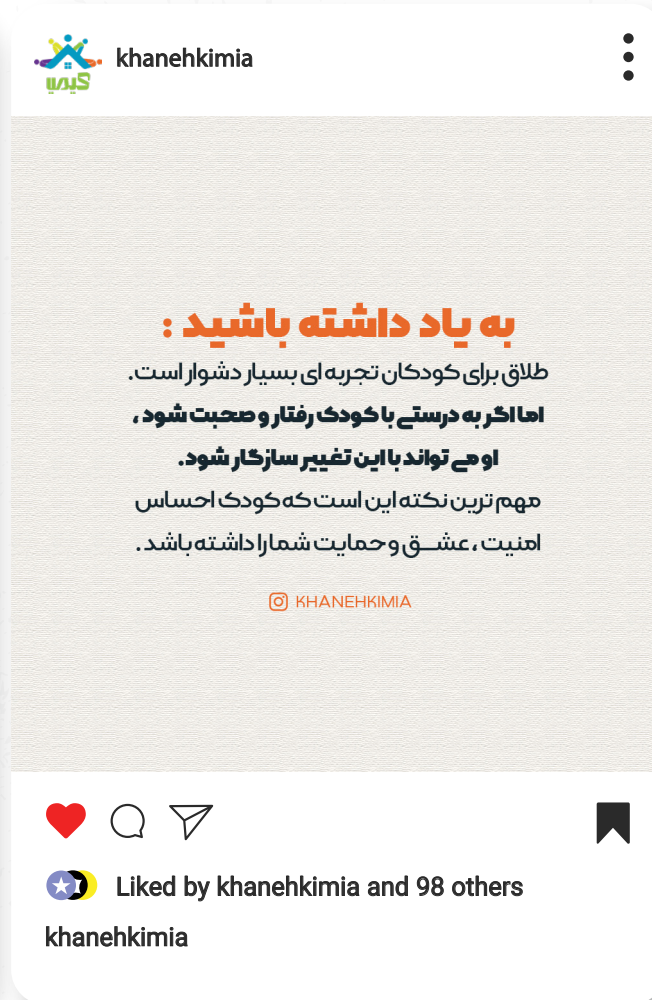 کیمیا
khanehkimia
به یاد داشته باشید :
طلاق برای کودکان تجربه ای بسیار دشوار است.
اما اگر به درستی با کودک رفتار و صحبت شود ،
او می تواند با این تغییر سازگار شود.
مهم ترین نکته این است که کودک احساس
امنیت ، عشــق و حمایت شما را داشته باشد .
KHANEHKIMIA
Liked by khanehkimia and 98 others
khanehkimia